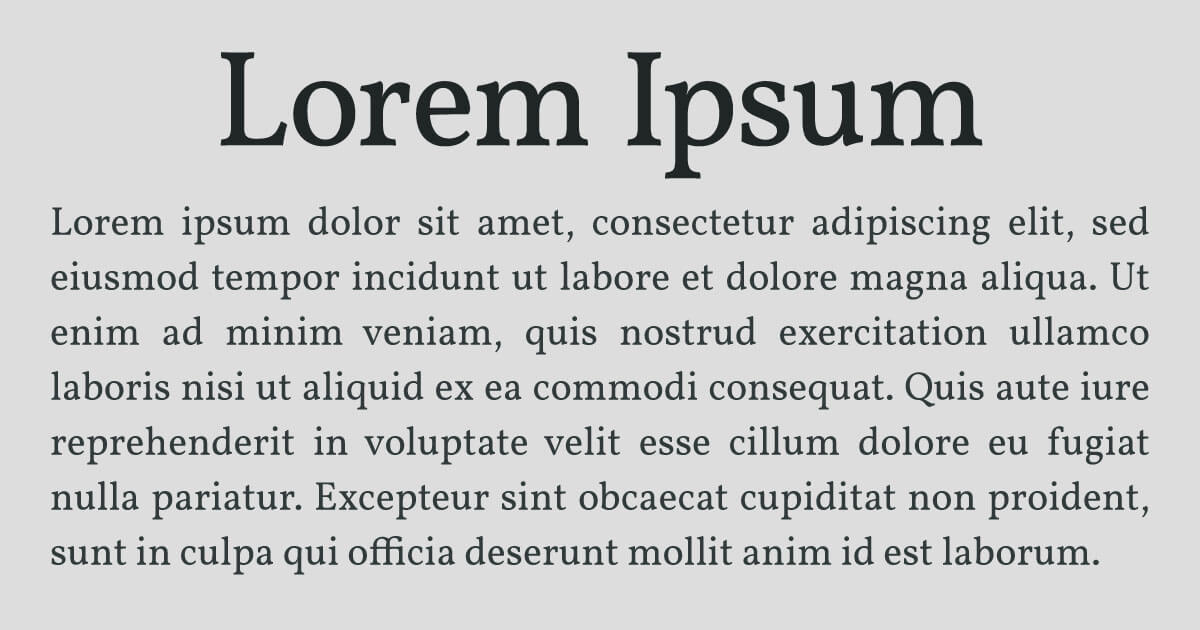 Lorem Ipsum
Lorem ipsum dolor sit amet, consectetur adipiscing elit, sed
eiusmod tempor incidunt ut labore et dolore magna aliqua. Ut
enim ad minim veniam, quis nostrud exercitation ullamco
laboris nisi ut aliquid ex ea commodi consequat. Quis aute iure
reprehenderit in voluptate velit esse cillum dolore eu fugiat
nulla pariatur. Excepteur sint obcaecat cupiditat non proident,
sunt in culpa qui officia deserunt mollit anim id est laborum.